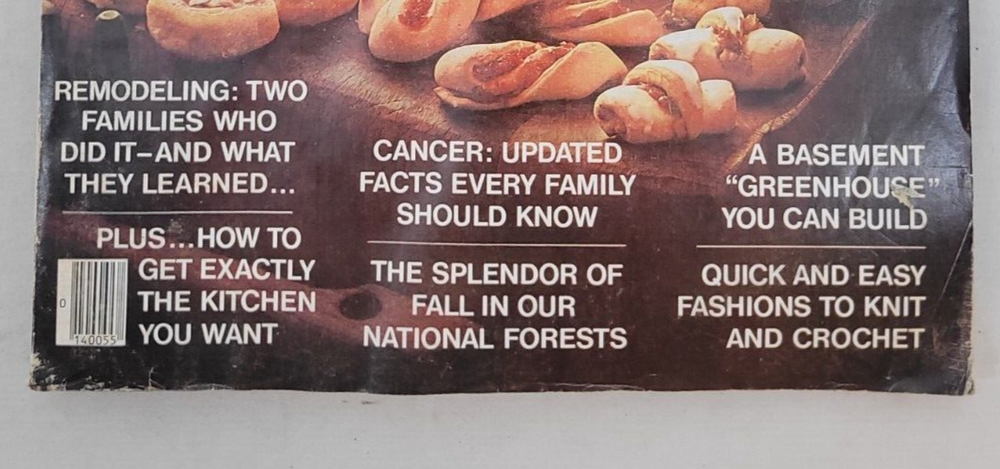 REMODELING: TWO
FAMILIES WHO
DID IT–AND WHAT
THEY LEARNED...
PLUS...HOW TO
GET EXACTLY
THE KITCHEN
YOU WANT
0
140055
CANCER: UPDATED
FACTS EVERY FAMILY
SHOULD KNOW
THE SPLENDOR OF
FALL IN OUR
NATIONAL FORESTS
A BASEMENT
“GREENHOUSE”
YOU CAN BUILD
QUICK AND EASY
FASHIONS TO KNIT
AND CROCHET